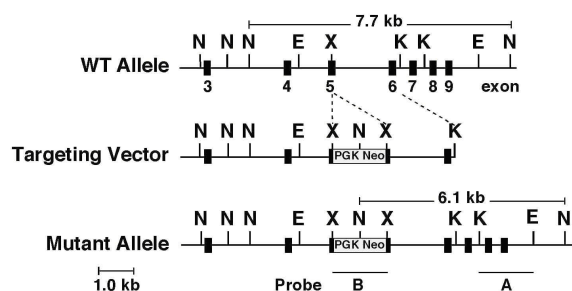 7.7 kb
N N N E X K K E N
WT Allele
3 4 5 6 7 8 9 exon
N N N E X N X K
Targeting Vector
PGK Neo
6.1 kb
N N N E X N X K K E N
Mutant Allele
PGK Neo
1.0 kb Probe B A